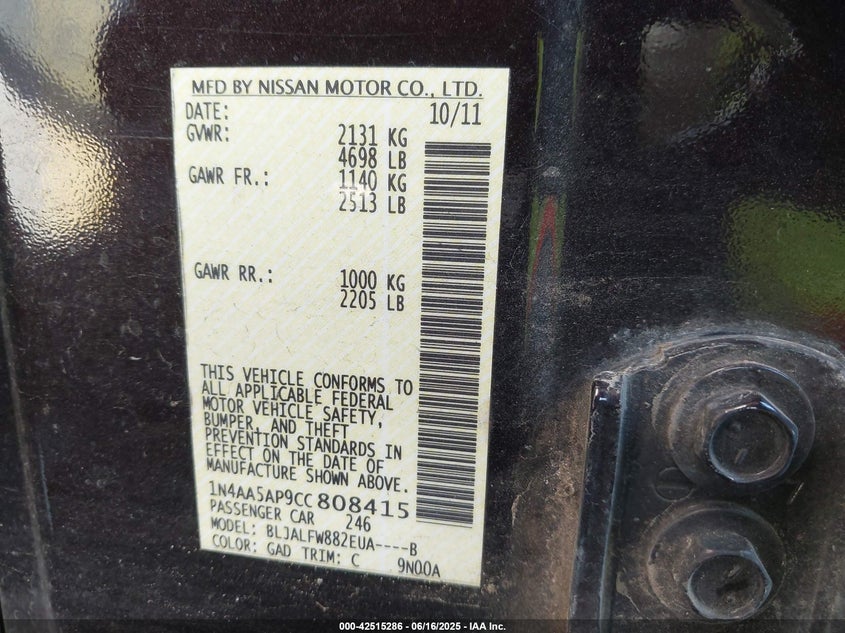 MFD BY NISSAN MOTOR CO., LTD.
DATE: 10/11
GVWR: 2131 KG
4698 LB
GAWR FR.: 1140 KG
2513 LB
GAWR RR.: 1000 KG
2205 LB
THIS VEHICLE CONFORMS TO
ALL APPLICABLE FEDERAL
MOTOR VEHICLE SAFETY,
BUMPER, AND THEFT
PREVENTION STANDARDS IN
EFFECT ON THE DATE OF
MANUFACTURE SHOWN ABOVE.
1N4AA5AP9CC808415
PASSENGER CAR 246
MODEL: BLJALFW882EUA----B
COLOR: GAD TRIM: C 9N00A
000-42515286 - 06/16/2025 - IAA Inc.